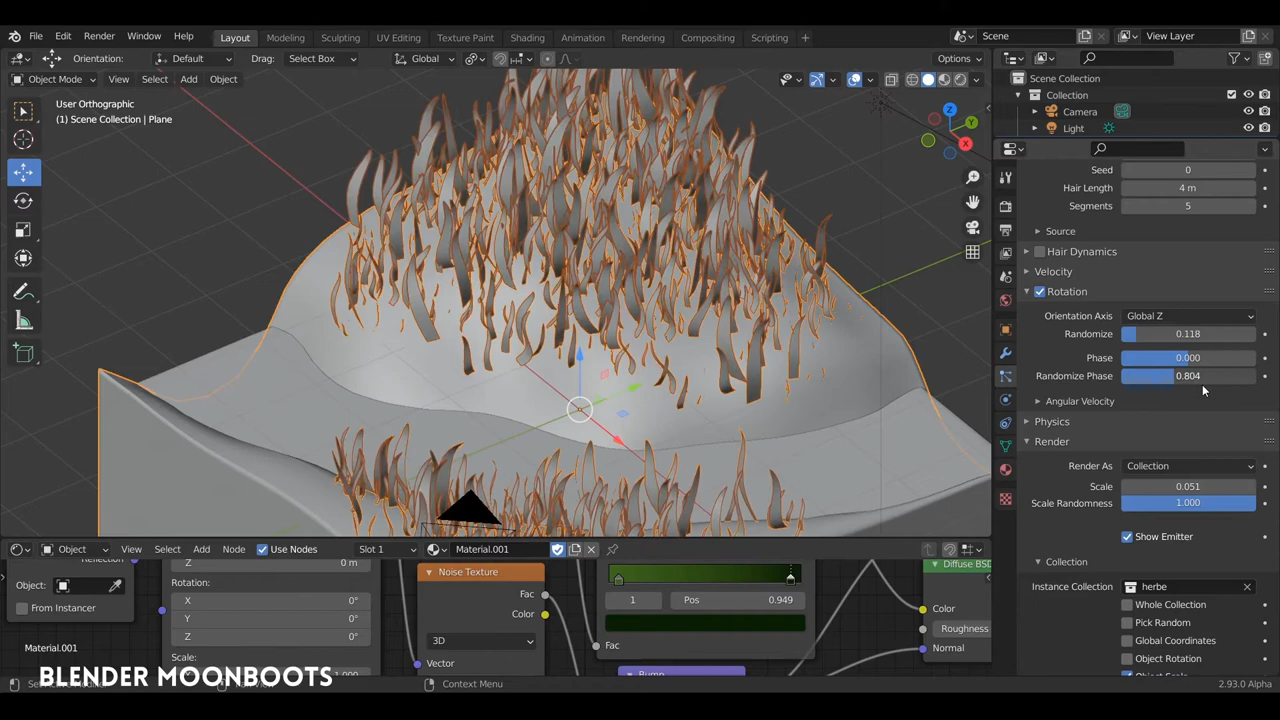 File Edit Render Window Help Layout Modeling Sculpting UV Editing Texture Paint Shading Animation Rendering Compositing Scripting + Scene View Layer
Orientation: Default Drag: Select Box Global Options
Object Mode View Select Add Object
Scene Collection
Collection
Camera
Light
User Orthographic
(1) Scene Collection | Plane
Z
Y
X
Seed 0
Hair Length 4 m
Segments 5
Source
Hair Dynamics
Velocity
Rotation
Orientation Axis Global Z
Randomize 0.118
Phase 0.000
Randomize Phase 0.804
Angular Velocity
Physics
Render
Render As Collection
Scale 0.051
Scale Randomness 1.000
Show Emitter
Collection
Instance Collection herbe
Whole Collection
Pick Random
Global Coordinates
Object Rotation
Object View Select Add Node Use Nodes Slot 1 Material.001
Reflection
Object:
From Instancer
Z 0 m
Rotation:
X 0°
Y 0°
Z 0°
Scale:
Noise Texture
Fac
Color
3D
Vector
1 Pos 0.949
Fac
Bump
Diffuse BSD
Color
Roughness
Normal
Material.001
BLENDER MOONBOOTS
Context Menu
2.93.0 Alpha